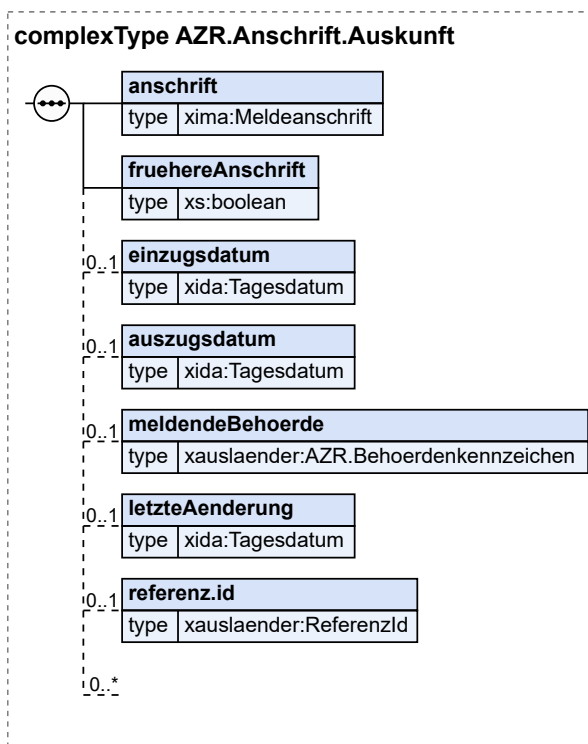 complexType AZR.Anschrift.Auskunft
anschrift
type xima:Meldeanschrift
fruehereAnschrift
type xs:boolean
0..1 einzugsdatum
type xida:Tagesdatum
0..1 auszugsdatum
type xida:Tagesdatum
0..1 meldendeBehoerde
type xauslaender:AZR.Behoerdenkennzeichen
0..1 letzteAenderung
type xida:Tagesdatum
0..1 referenz.id
type xauslaender:ReferenzId
0..*